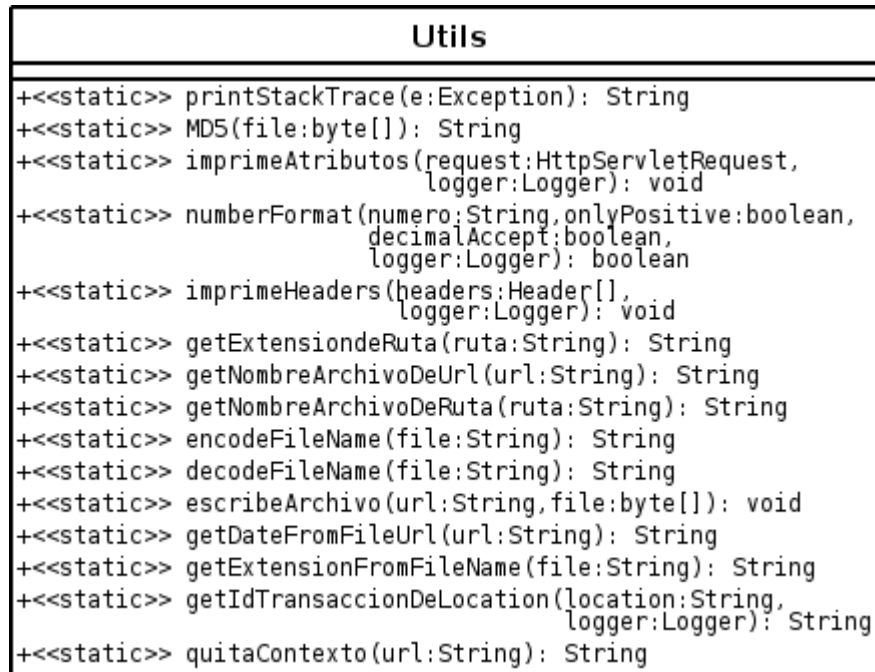 Utils
+<<static>> printStackTrace(e:Exception): String
+<<static>> MD5(file:byte[]): String
+<<static>> imprimeAtributos(request:HttpServletRequest,
logger:Logger): void
+<<static>> numberFormat(numero:String,onlyPositive:boolean,
decimalAccept:boolean,
logger:Logger): boolean
+<<static>> imprimeHeaders(headers:Header[],
logger:Logger): void
+<<static>> getExtensiondeRuta(ruta:String): String
+<<static>> getNombreArchivoDeUrl(url:String): String
+<<static>> getNombreArchivoDeRuta(ruta:String): String
+<<static>> encodeFileName(file:String): String
+<<static>> decodeFileName(file:String): String
+<<static>> escribeArchivo(url:String,file:byte[]): void
+<<static>> getDateFromFileUrl(url:String): String
+<<static>> getExtensionFromFileName(file:String): String
+<<static>> getIdTransaccionDeLocation(location:String,
logger:Logger): String
+<<static>> quitaContexto(url:String): String